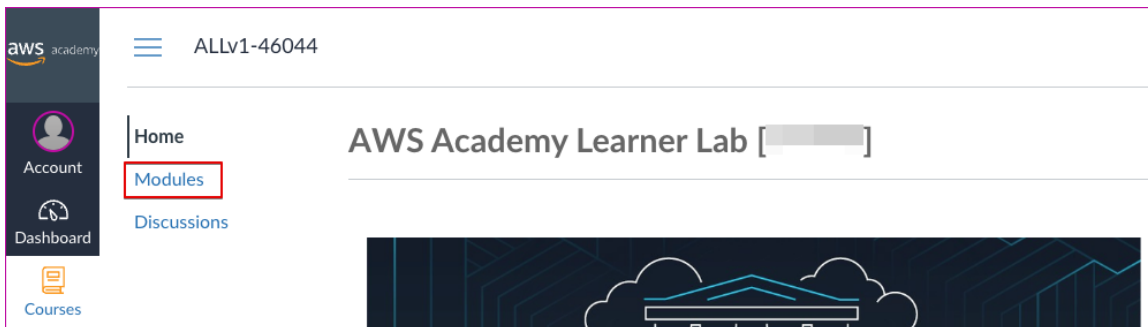 aws academy
ALLv1-46044
Account
Dashboard
Courses
Home
Modules
Discussions
AWS Academy Learner Lab [ ]